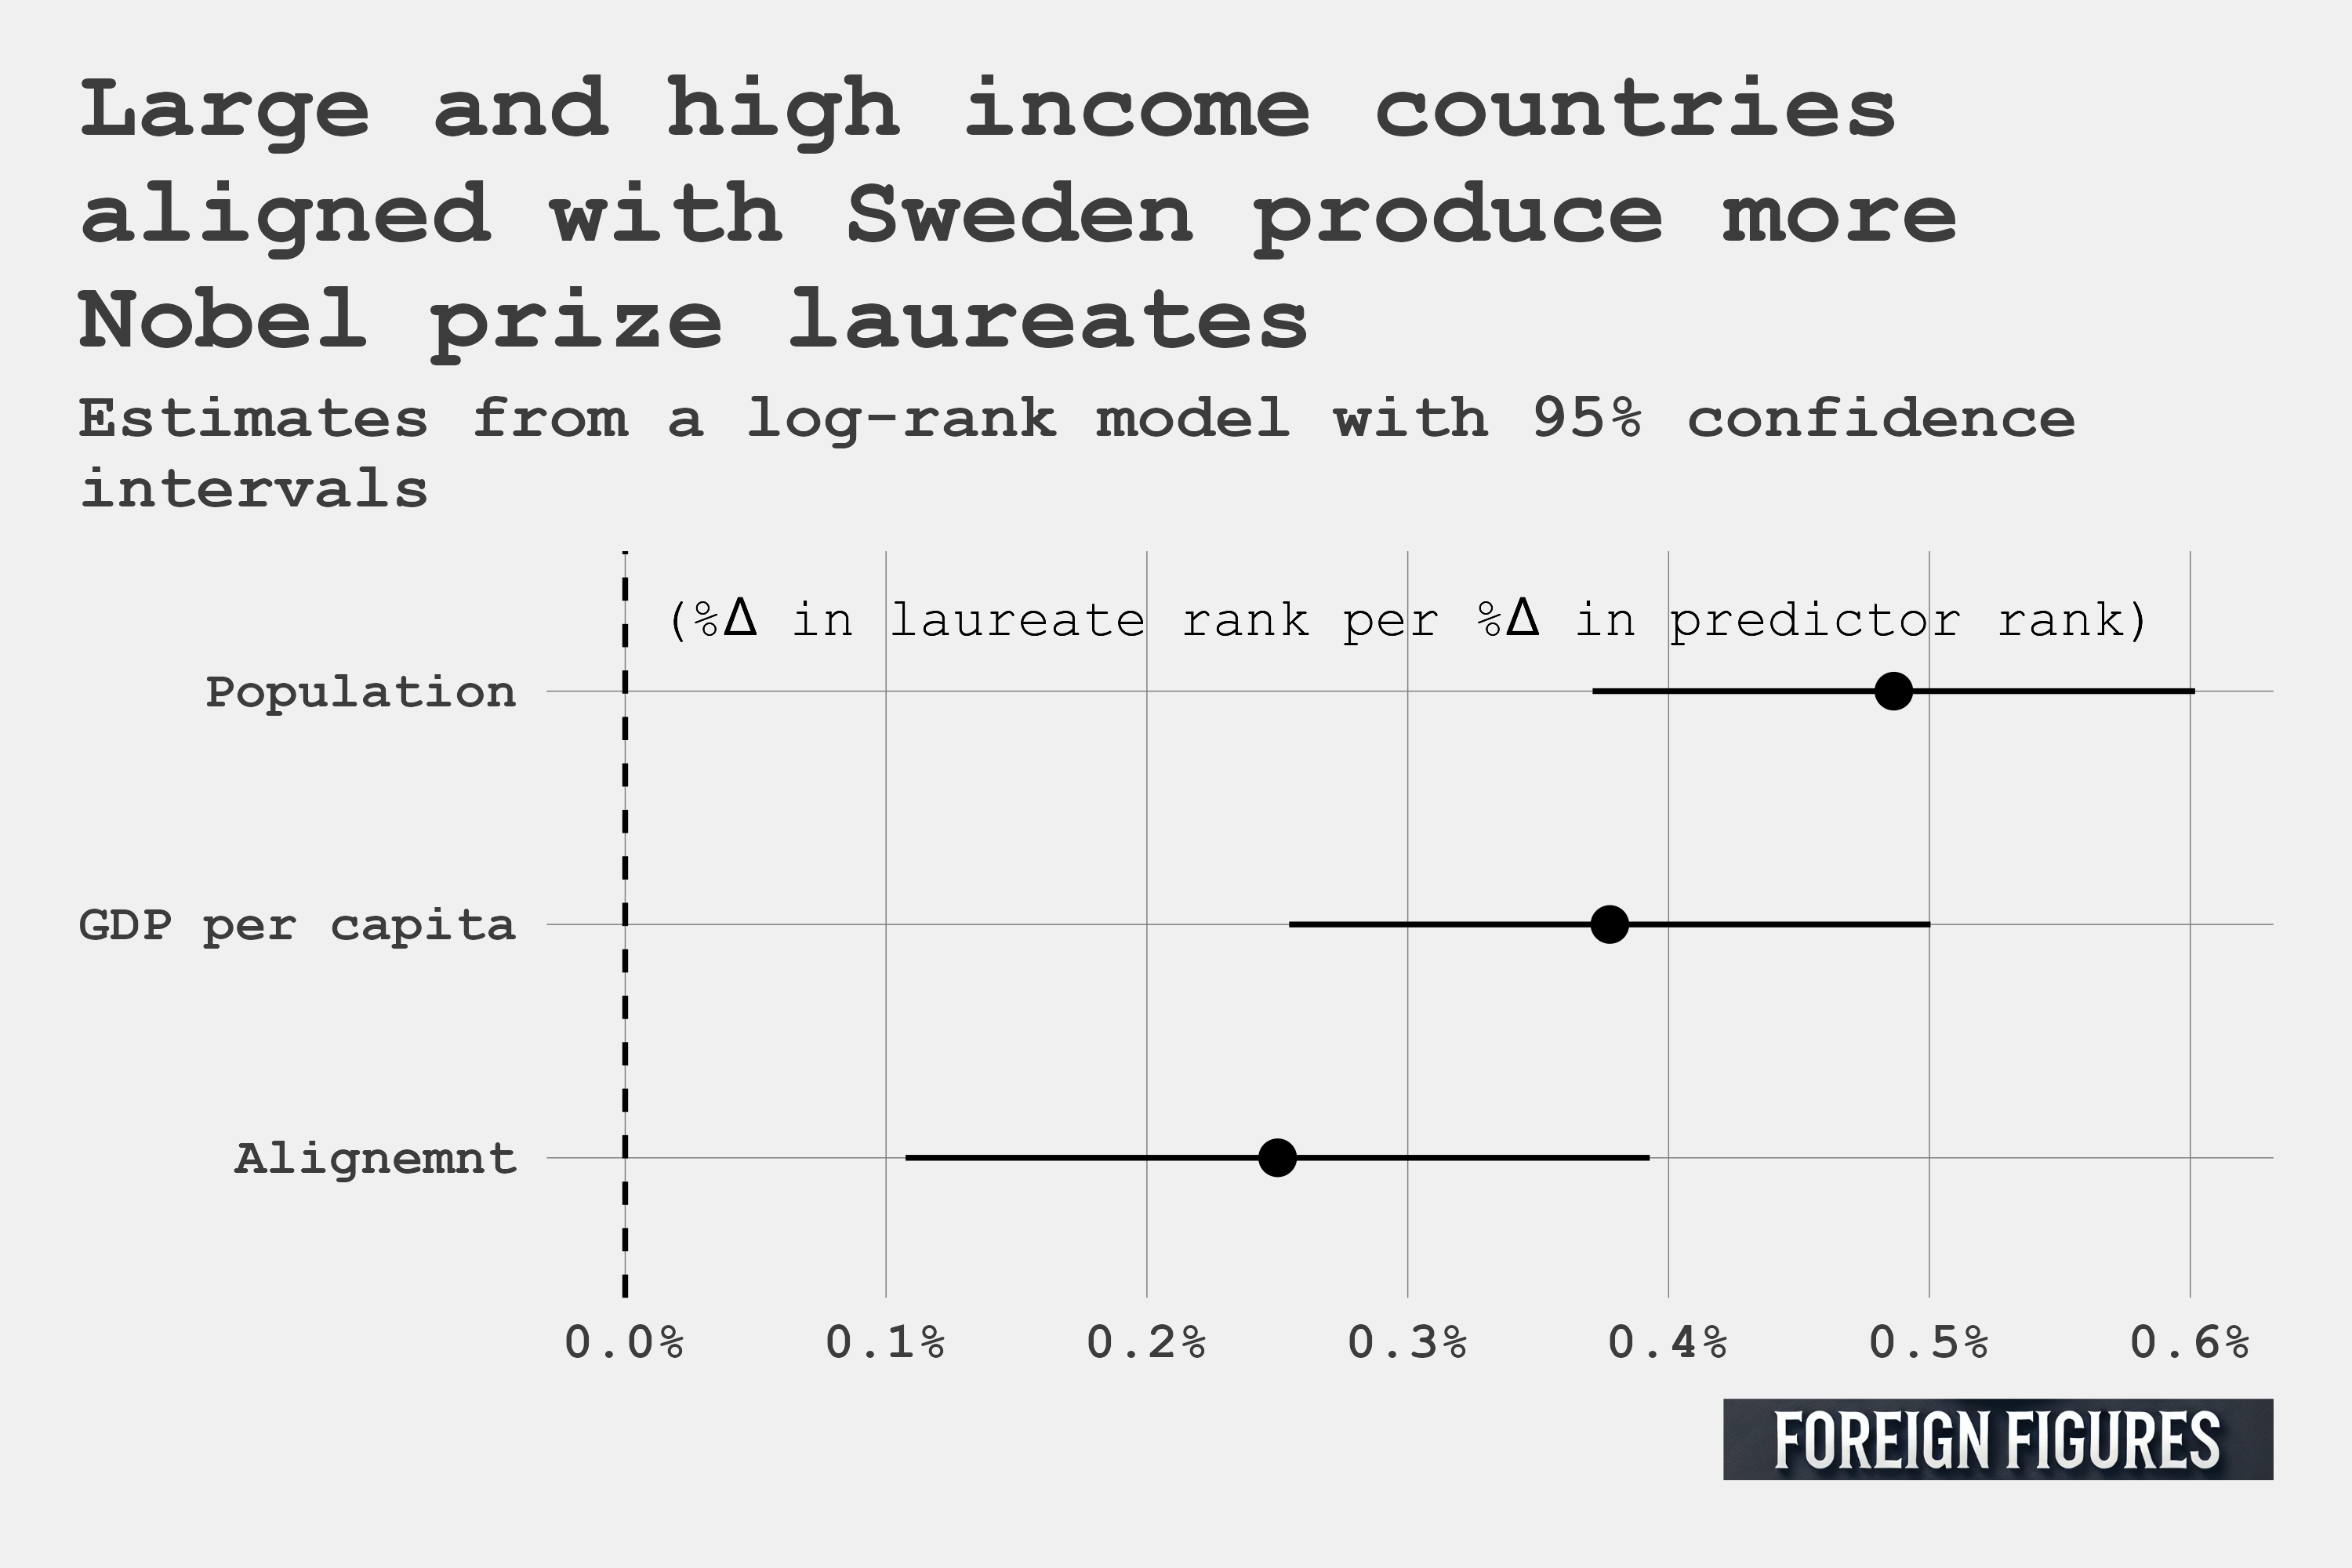 Large and high income countries
aligned with Sweden produce more
Nobel prize laureates
Estimates from a log-rank model with 95% confidence
intervals
(%Δ in laureate rank per %Δ in predictor rank)
Population
GDP per capita
Alignemnt
0.0% 0.1% 0.2% 0.3% 0.4% 0.5% 0.6%
FOREIGN FIGURES